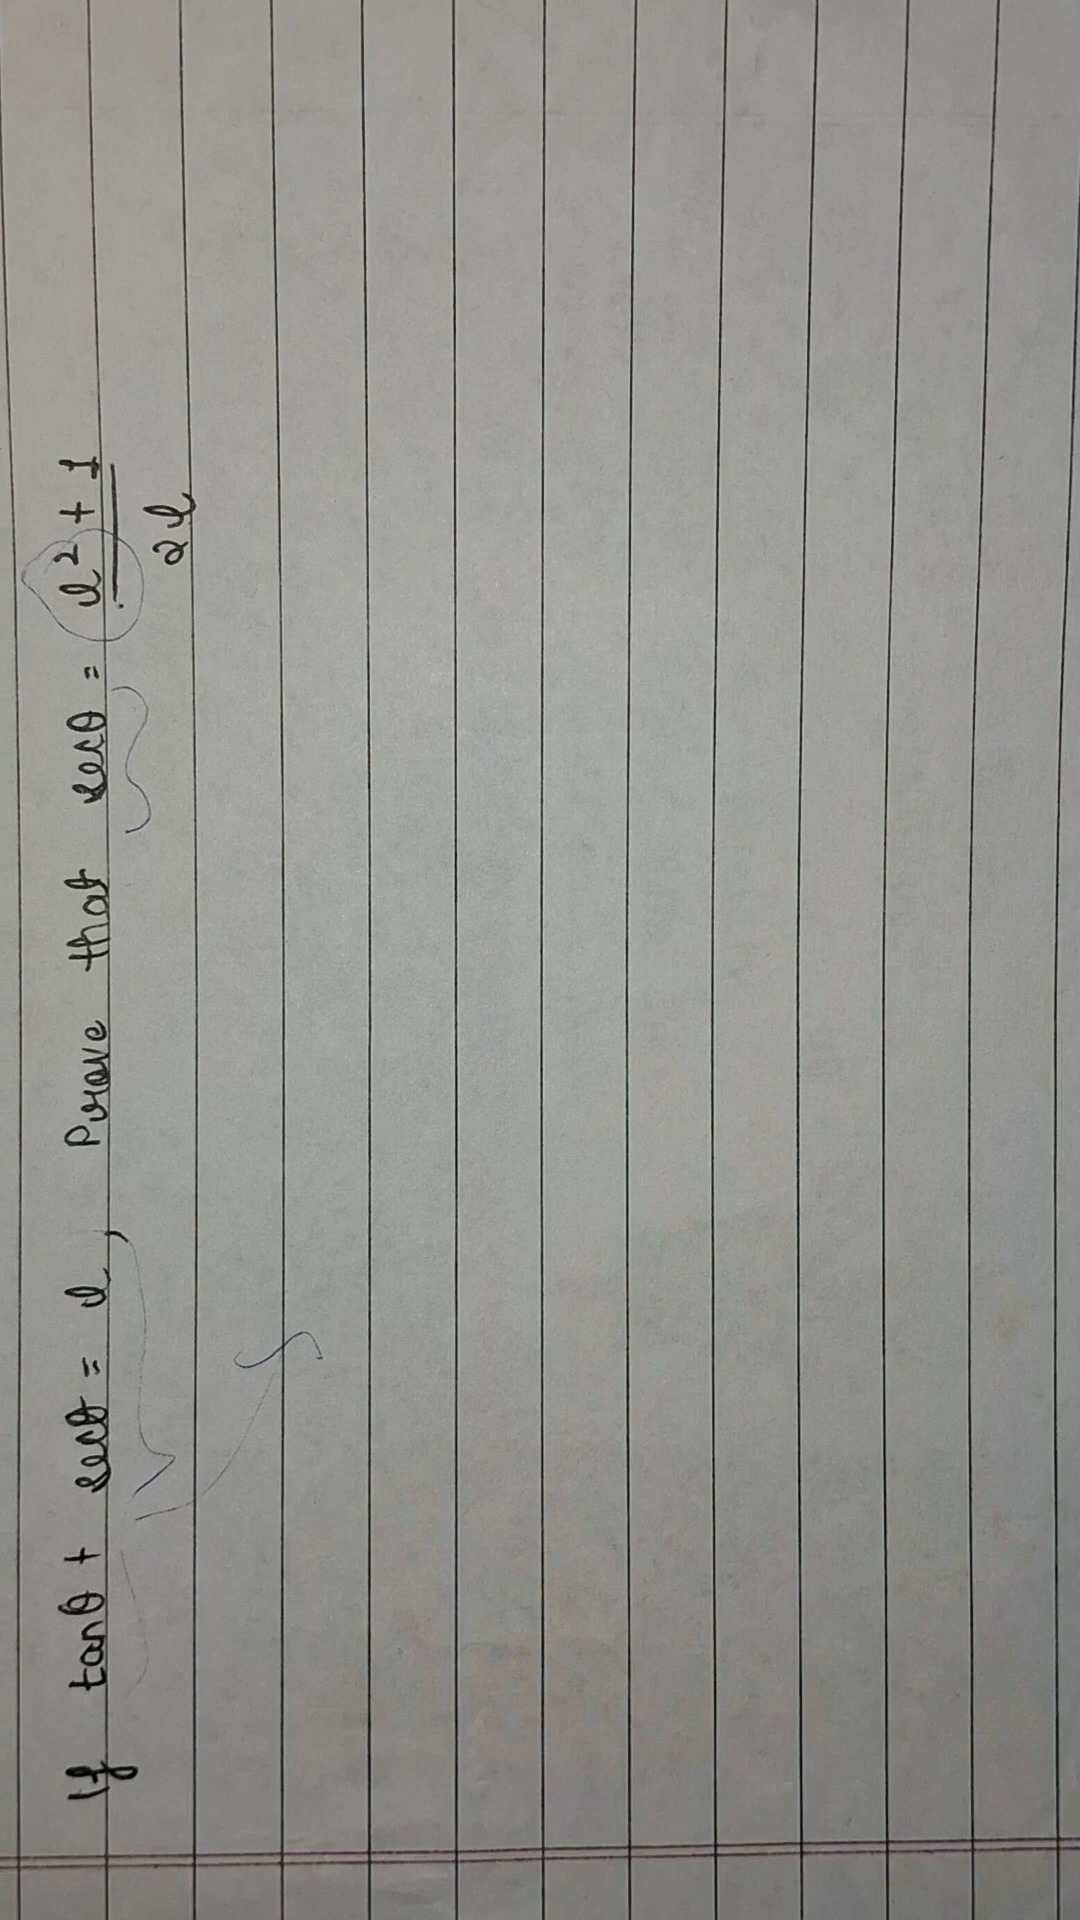 If tanθ + secθ = l, Prove that secθ = l² + 1
2l